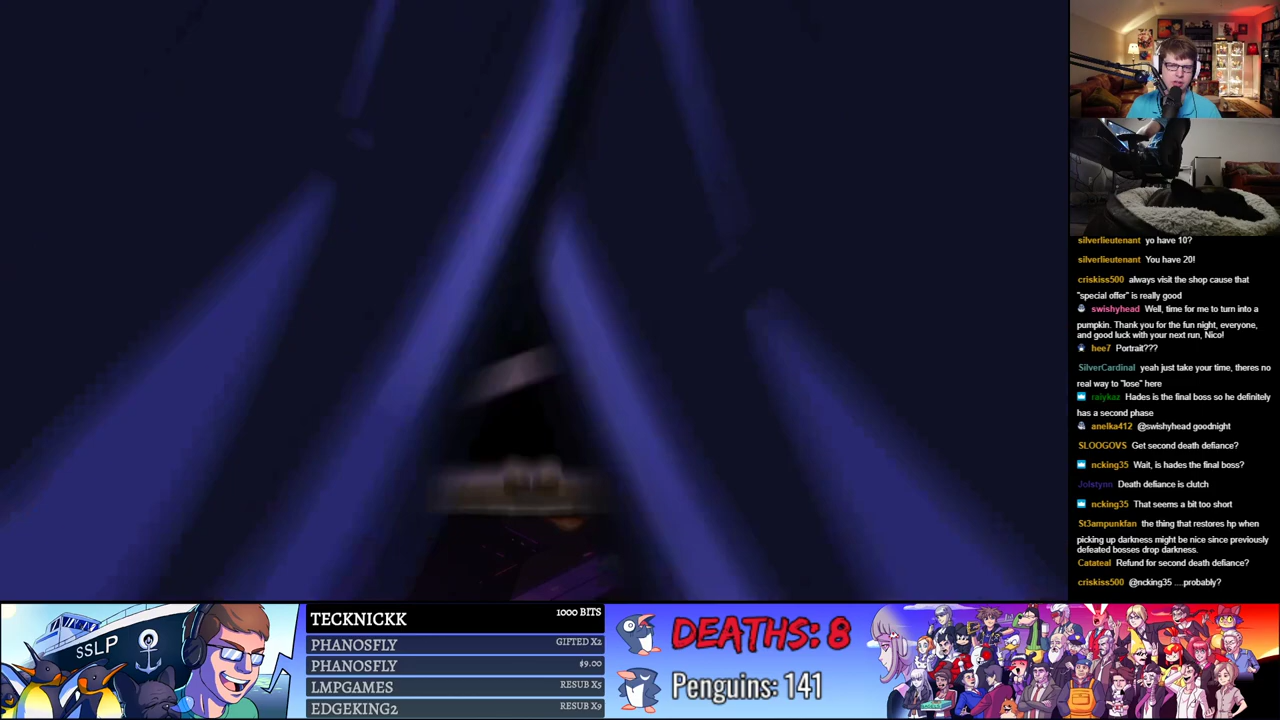 silverlieutenant yo have 10?
silverlieutenant You have 20!
criskiss500 always visit the shop cause that
"special offer" is really good
swishyhead Well, time for me to turn into a
pumpkin. Thank you for the fun night, everyone,
and good luck with your next run, Nico!
hee7 Portrait???
SilverCardinal yeah just take your time, theres no
real way to "lose" here
raiykaz Hades is the final boss so he definitely
has a second phase
anelka412 @swishyhead goodnight
SLOOGOVS Get second death defiance?
ncking35 Wait, is hades the final boss?
Jolstynn Death defiance is clutch
ncking35 That seems a bit too short
St3ampunkfan the thing that restores hp when
picking up darkness might be nice since previously
defeated bosses drop darkness.
Catateal Refund for second death defiance?
criskiss500 @ncking35 ....probably?
SSLP
TECKNICKK 1000 BITS
PHANOSFLY GIFTED X2
PHANOSFLY $9.00
LMPGAMES RESUB X5
EDGEKING2 RESUB X9
DEATHS: 8
Penguins: 141